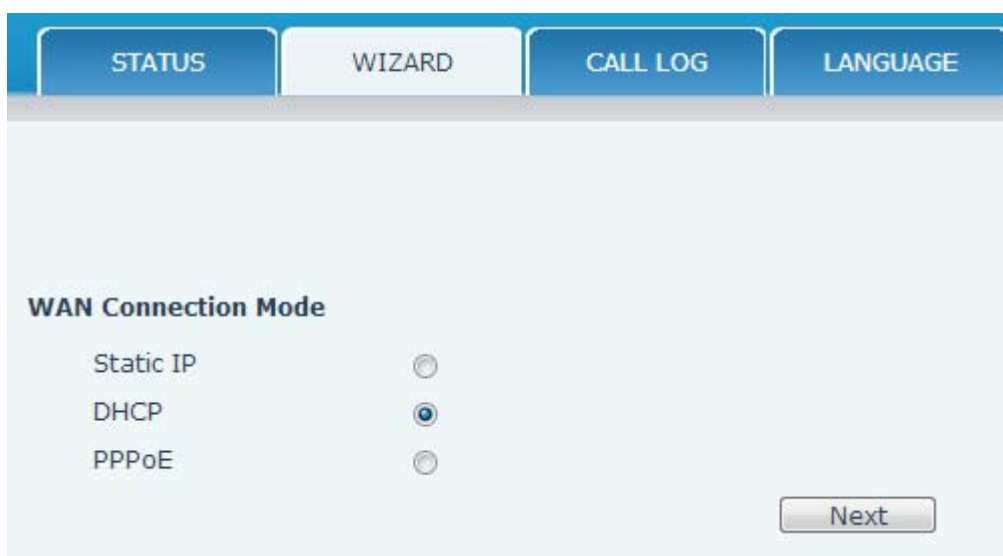 STATUS WIZARD CALL LOG LANGUAGE
WAN Connection Mode
Static IP
DHCP
PPPoE
Next